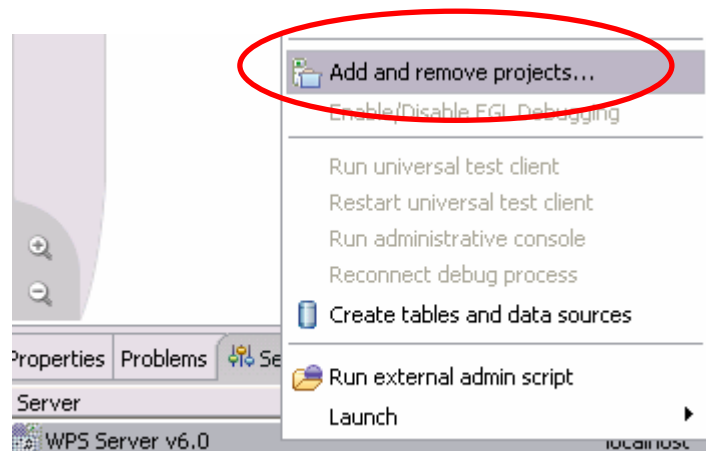 Add and remove projects...
Enable/Disable EGL Debugging
Run universal test client
Restart universal test client
Run administrative console
Reconnect debug process
Create tables and data sources
Properties Problems Se
Run external admin script
Server
Launch
WPS Server v6.0 localhost